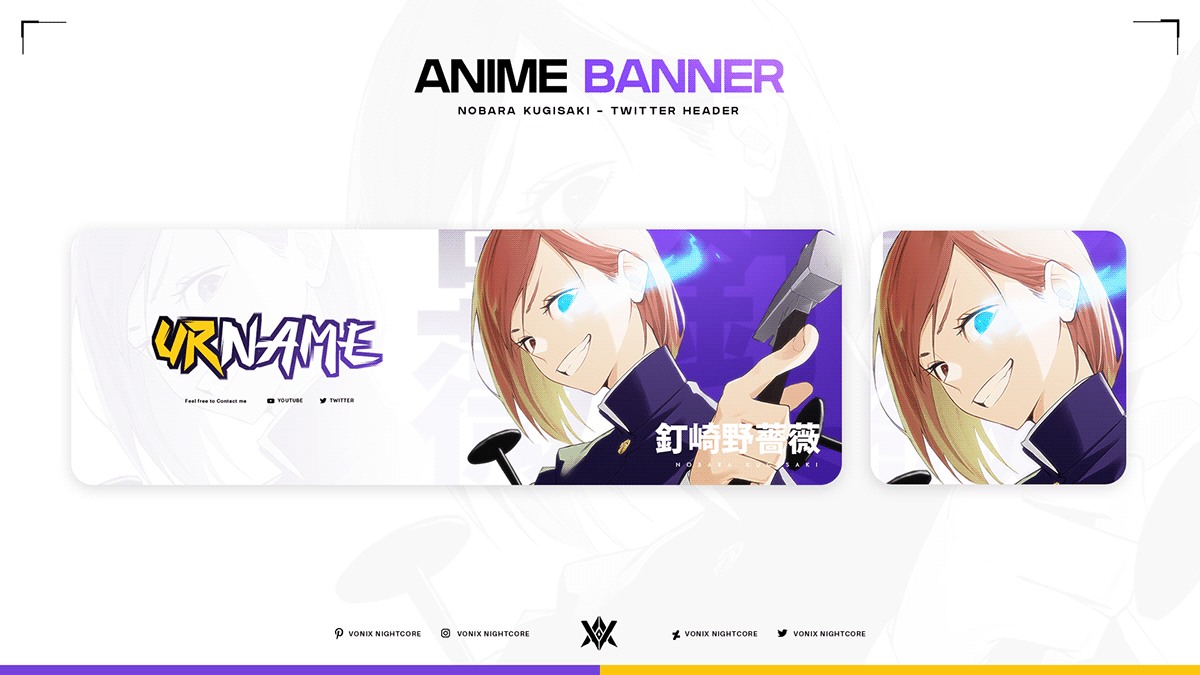 ANIME BANNER
NOBARA KUGISAKI - TWITTER HEADER
URNAME
Feel free to Contact me YOUTUBE TWITTER
釘崎野薔薇
NOBARA KUGISAKI
VONIX NIGHTCORE VONIX NIGHTCORE VONIX NIGHTCORE VONIX NIGHTCORE